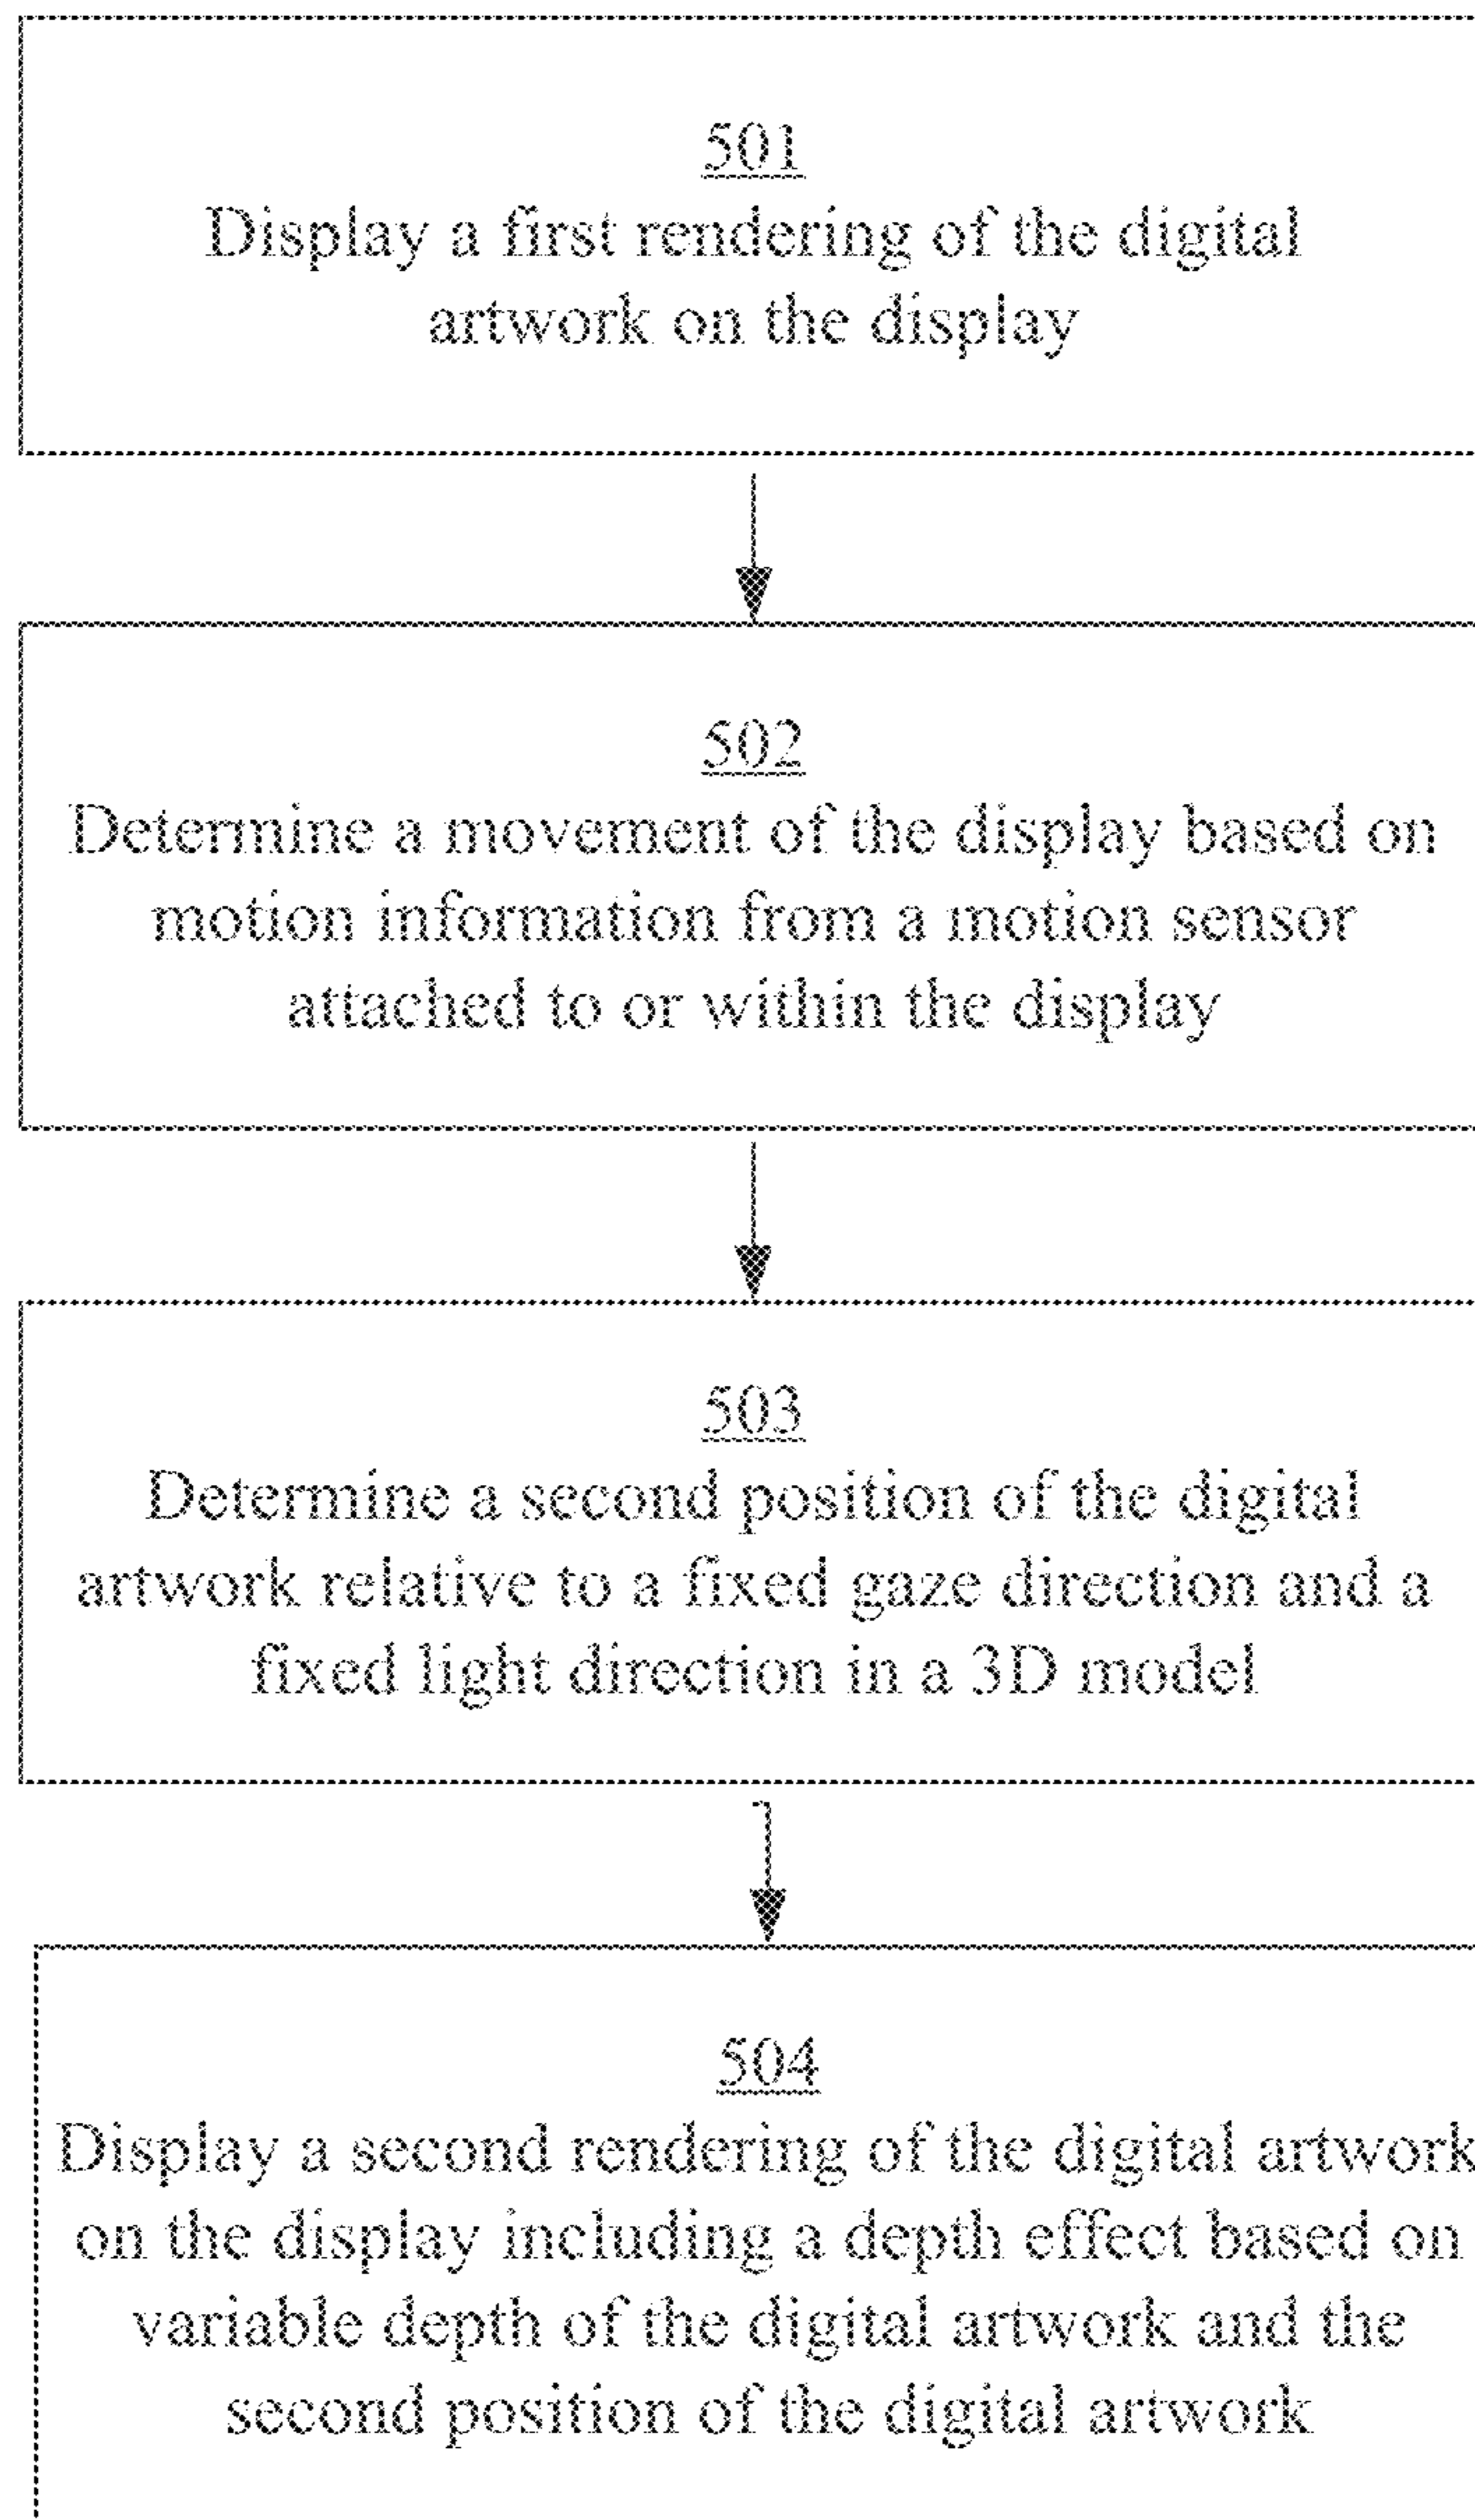 501
Display a first rendering of the digital
artwork on the display
502
Determine a movement of the display based on
motion information from a motion sensor
attached to or within the display
503
Determine a second position of the digital
artwork relative to a fixed gaze direction and a
fixed light direction in a 3D model
504
Display a second rendering of the digital artwork
on the display including a depth effect based on
variable depth of the digital artwork and the
second position of the digital artwork